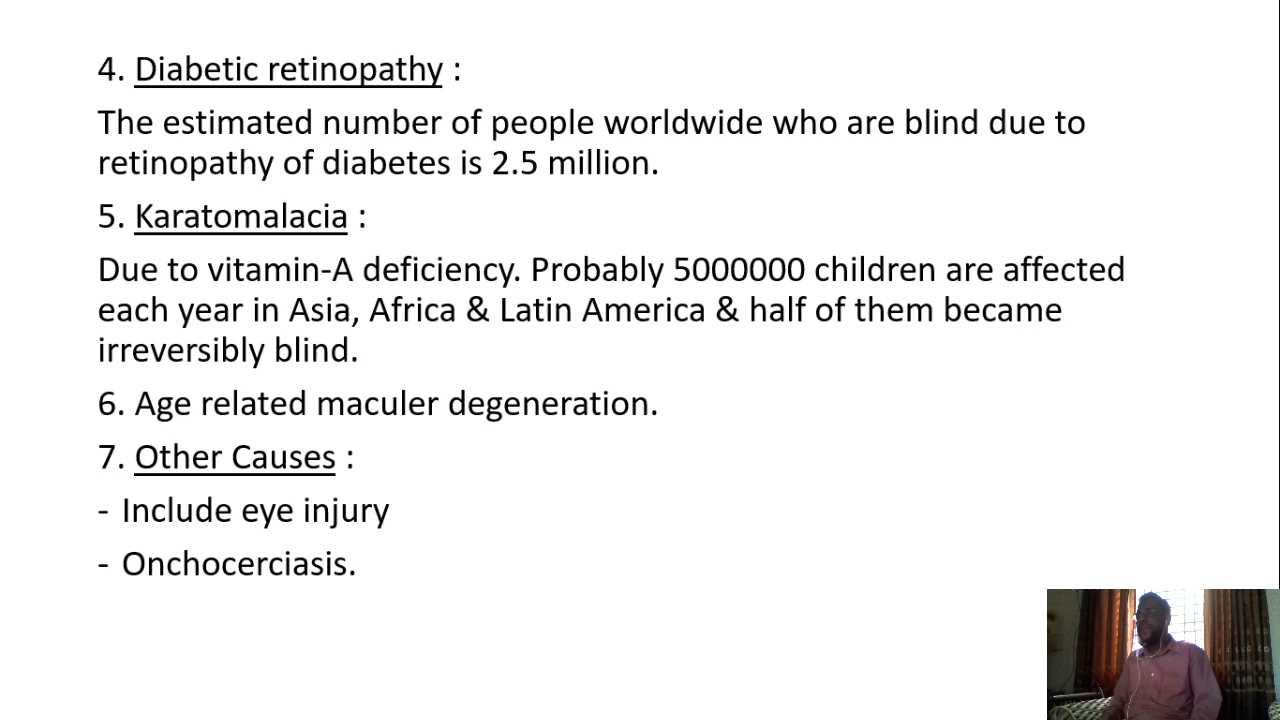 4. Diabetic retinopathy :
The estimated number of people worldwide who are blind due to
retinopathy of diabetes is 2.5 million.
5. Karatomalacia :
Due to vitamin-A deficiency. Probably 5000000 children are affected
each year in Asia, Africa & Latin America & half of them became
irreversibly blind.
6. Age related maculer degeneration.
7. Other Causes :
- Include eye injury
- Onchocerciasis.